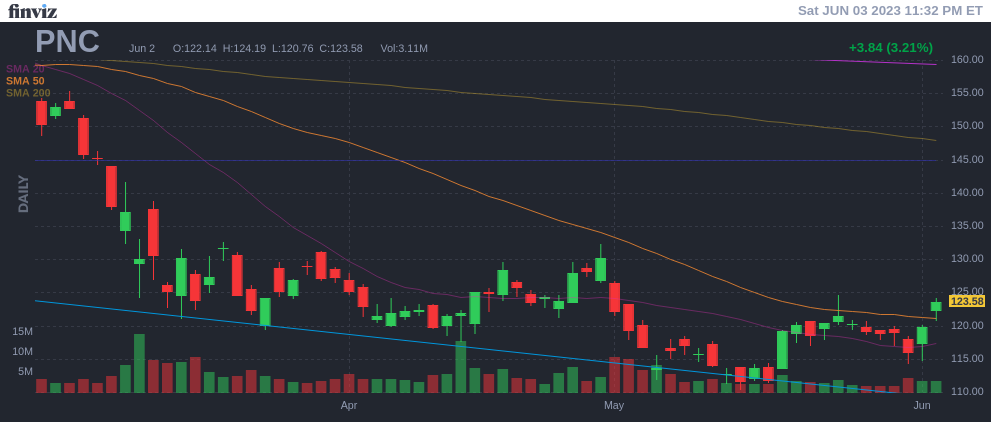 finviz
Sat JUN 03 2023 11:32 PM ET
PNC
Jun 2 O:122.14 H:124.19 L:120.76 C:123.58 Vol:3.11M
+3.84 (3.21%)
SMA 20
SMA 50
SMA 200
DAILY
160.00
155.00
150.00
145.00
140.00
135.00
130.00
125.00
123.58
120.00
115.00
110.00
15M
10M
5M
Apr
May
Jun